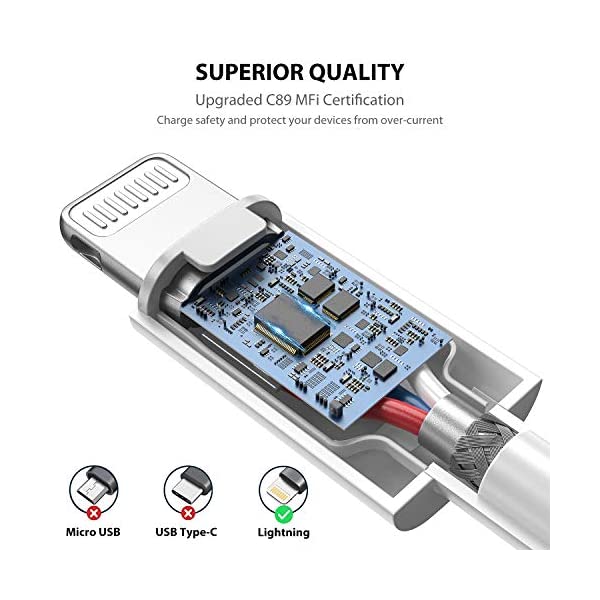 SUPERIOR QUALITY
Upgraded C89 MFi Certification
Charge safety and protect your devices from over-current
Micro USB
USB Type-C
Lightning